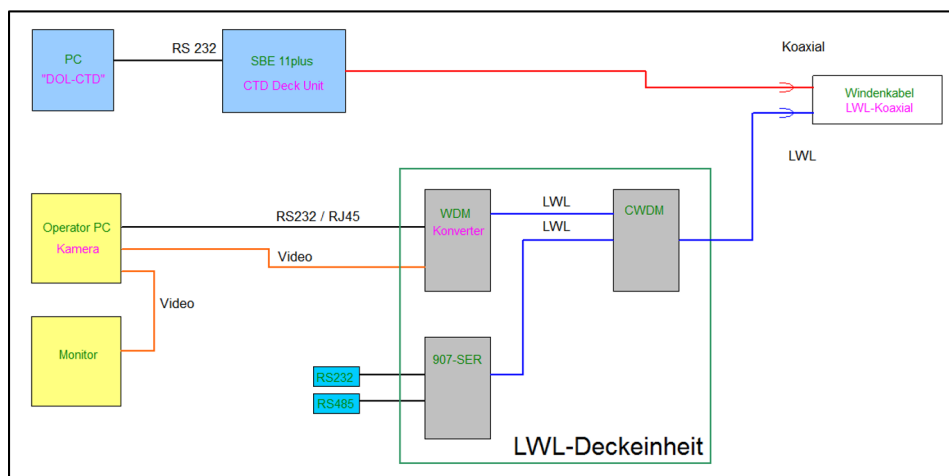 PC
"DOL-CTD"
RS 232
SBE 11plus
CTD Deck Unit
Koaxial
Windenkabel
LWL-Koaxial
LWL
Operator PC
Kamera
RS232 / RJ45
Video
WDM
Konverter
LWL
LWL
CWDM
Video
Monitor
907-SER
RS232
RS485
LWL-Deckeinheit